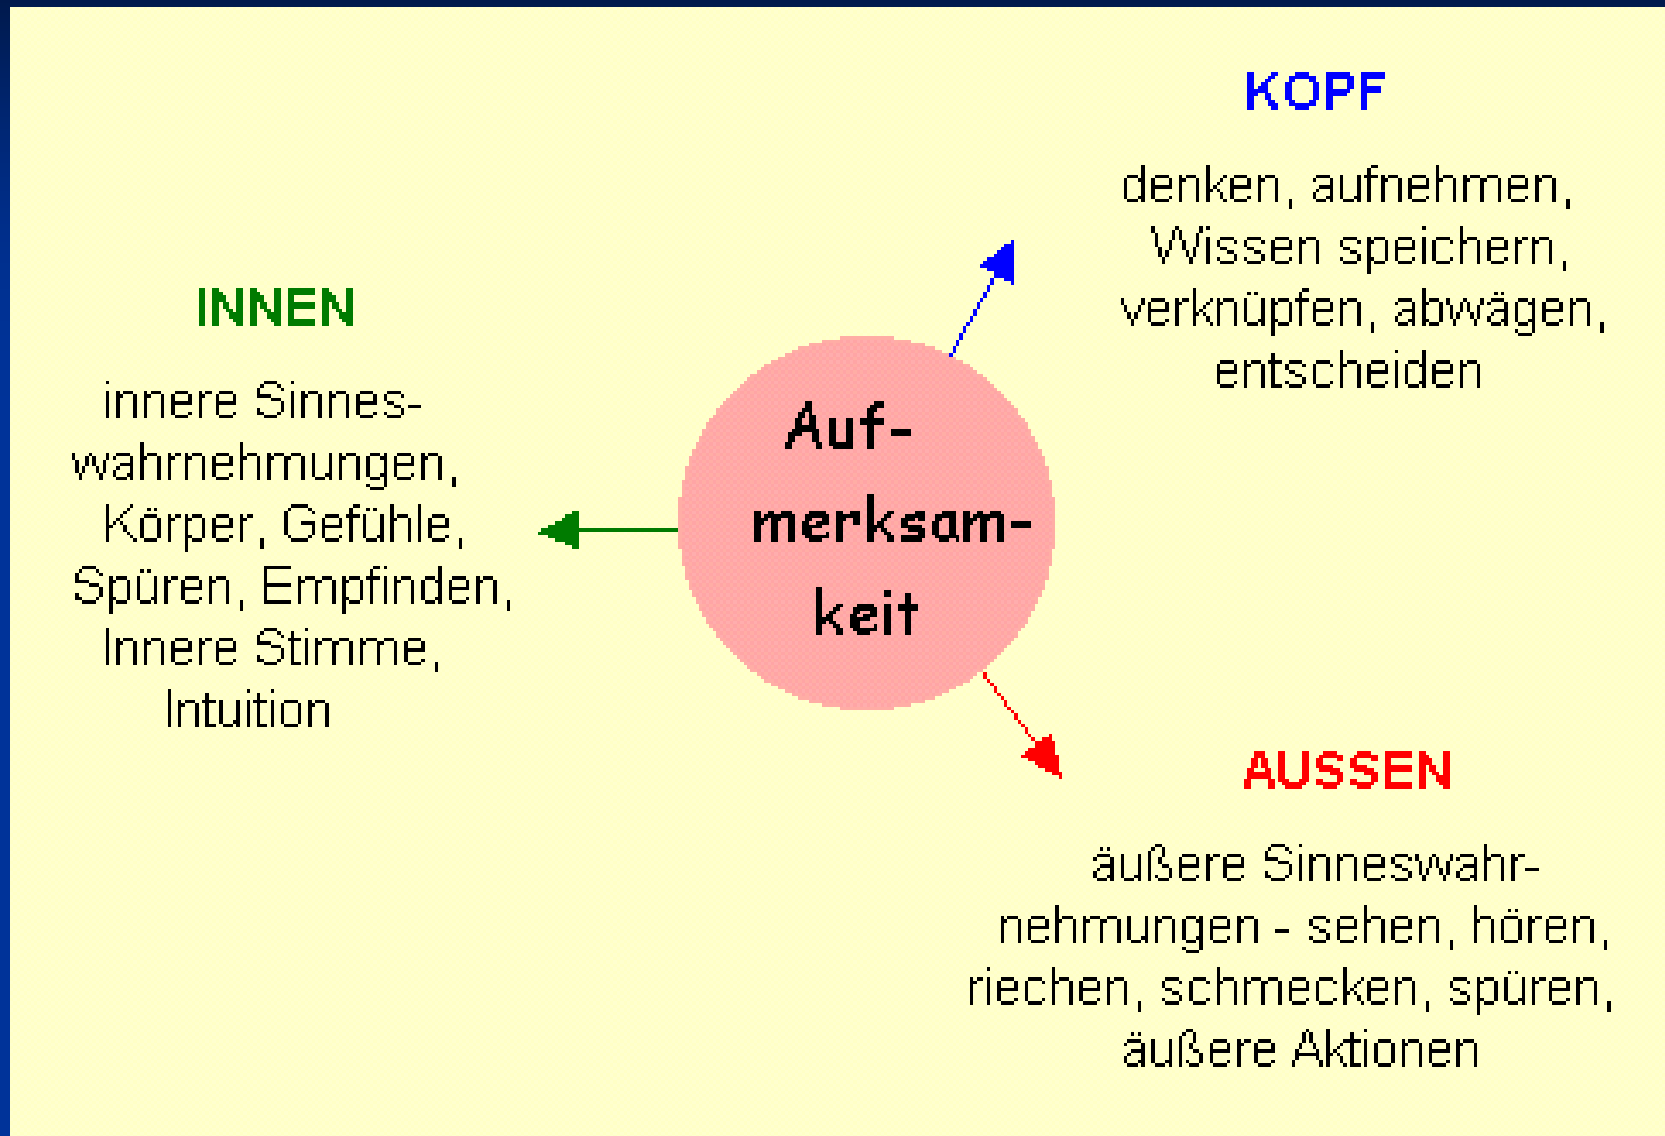 KOPF
denken, aufnehmen,
Wissen speichern,
verknüpfen, abwägen,
entscheiden
INNEN
innere Sinnes-
wahrnehmungen,
Körper, Gefühle,
Spüren, Empfinden,
Innere Stimme,
Intuition
Auf-
merksam-
keit
AUSSEN
äußere Sinneswahr-
nehmungen - sehen, hören,
riechen, schmecken, spüren,
äußere Aktionen